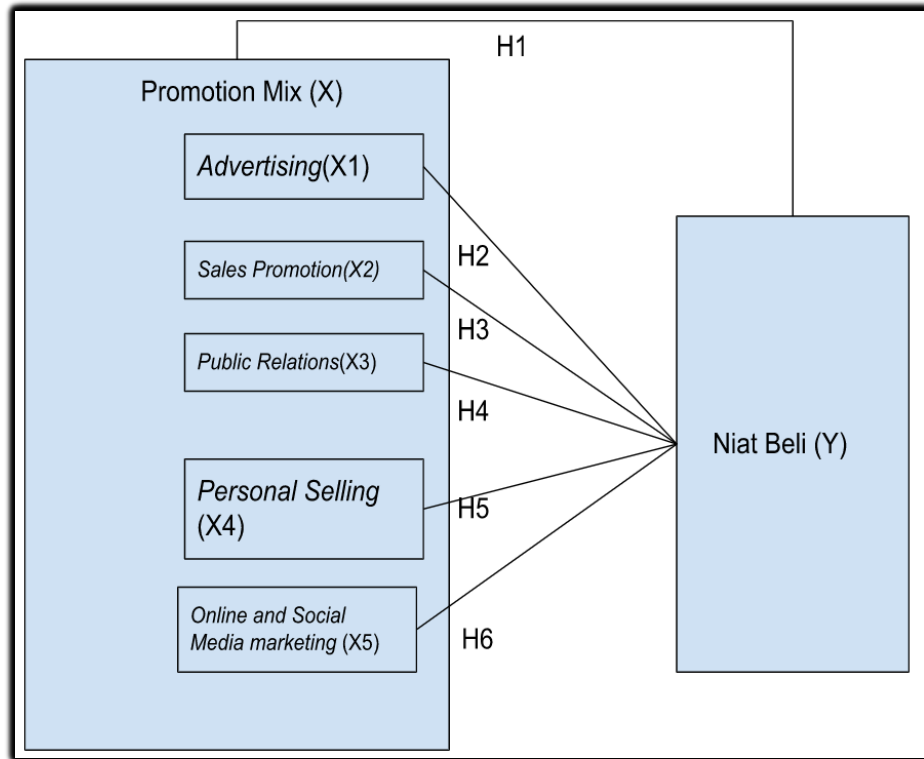 H1
Promotion Mix (X)
Advertising(X1)
H2
Sales Promotion(X2)
H3
Public Relations(X3)
H4
Niat Beli (Y)
Personal Selling
(X4)
H5
Online and Social
Media marketing (X5)
H6